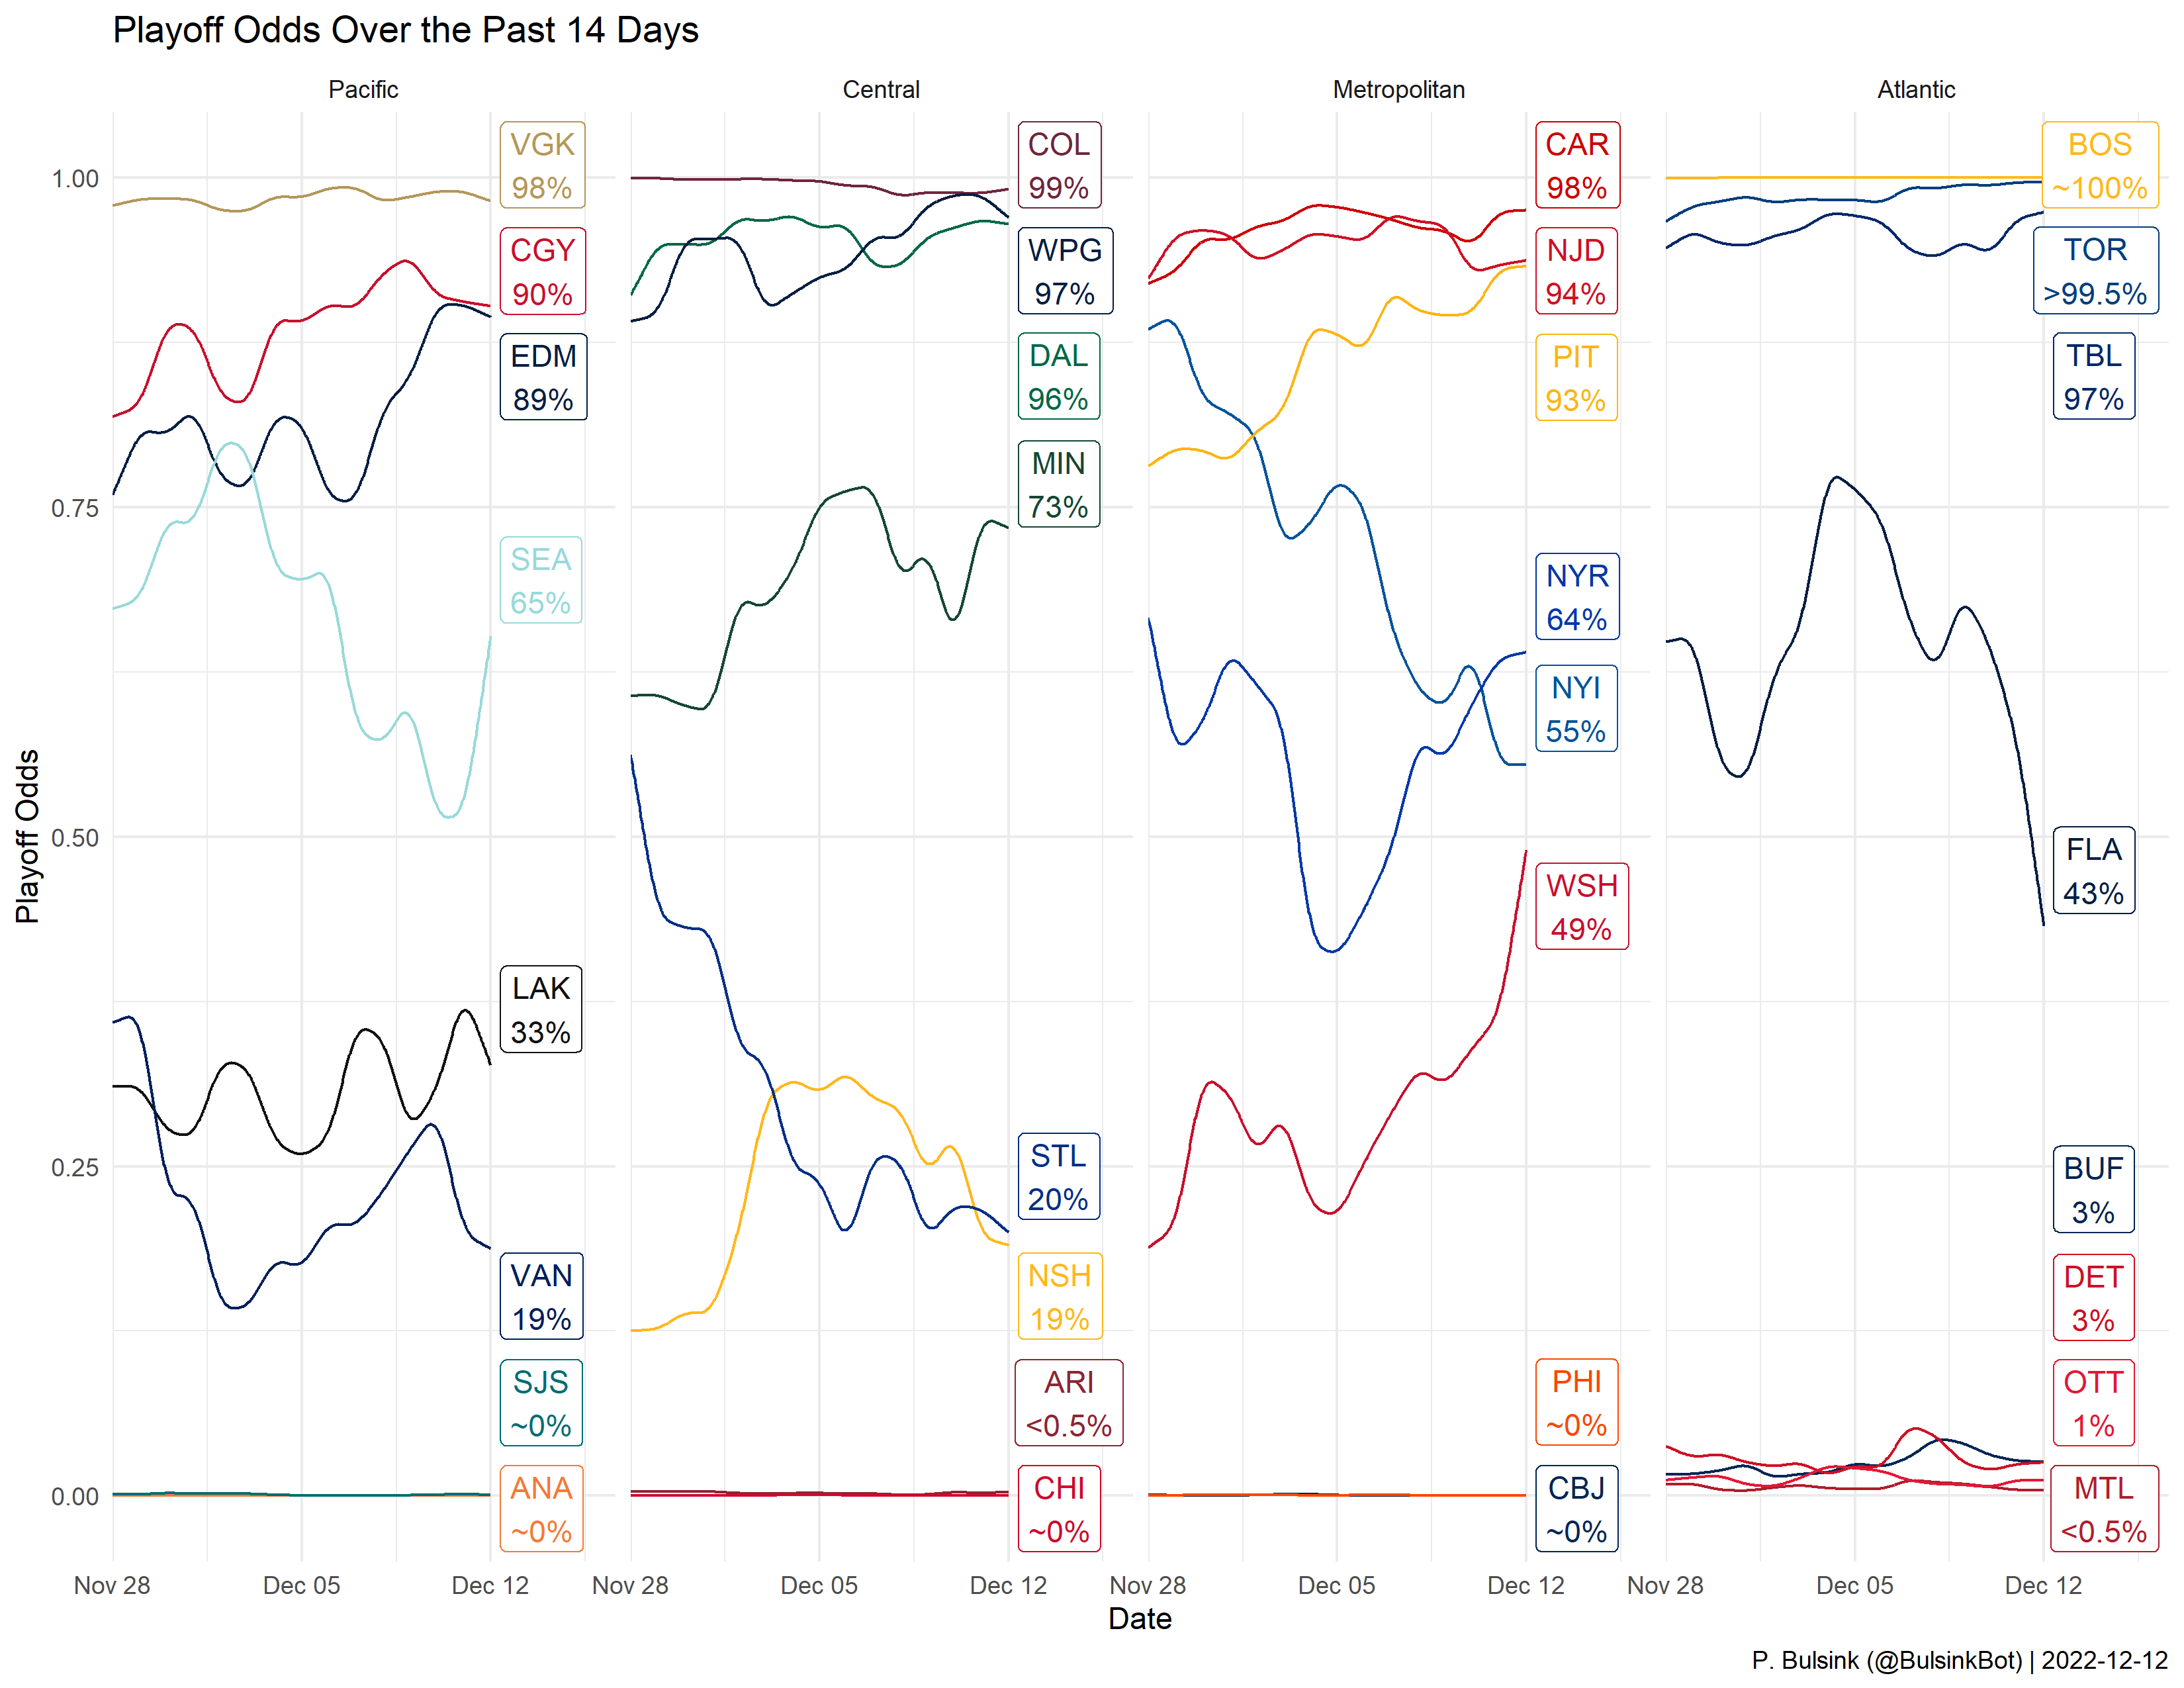 Playoff Odds Over the Past 14 Days
Pacific
Central
Metropolitan
Atlantic
Playoff Odds
1.00
0.75
0.50
0.25
0.00
VGK
98%
CGY
90%
EDM
89%
SEA
65%
LAK
33%
VAN
19%
SJS
~0%
ANA
~0%
COL
99%
WPG
97%
DAL
96%
MIN
73%
STL
20%
NSH
19%
ARI
<0.5%
CHI
~0%
CAR
98%
NJD
94%
PIT
93%
NYR
64%
NYI
55%
WSH
49%
PHI
~0%
CBJ
~0%
BOS
~100%
TOR
>99.5%
TBL
97%
FLA
43%
BUF
3%
DET
3%
OTT
1%
MTL
<0.5%
Nov 28 Dec 05 Dec 12 Nov 28 Dec 05 Dec 12 Nov 28 Dec 05 Dec 12 Nov 28 Dec 05 Dec 12
Date
P. Bulsink (@BulsinkBot) | 2022-12-12